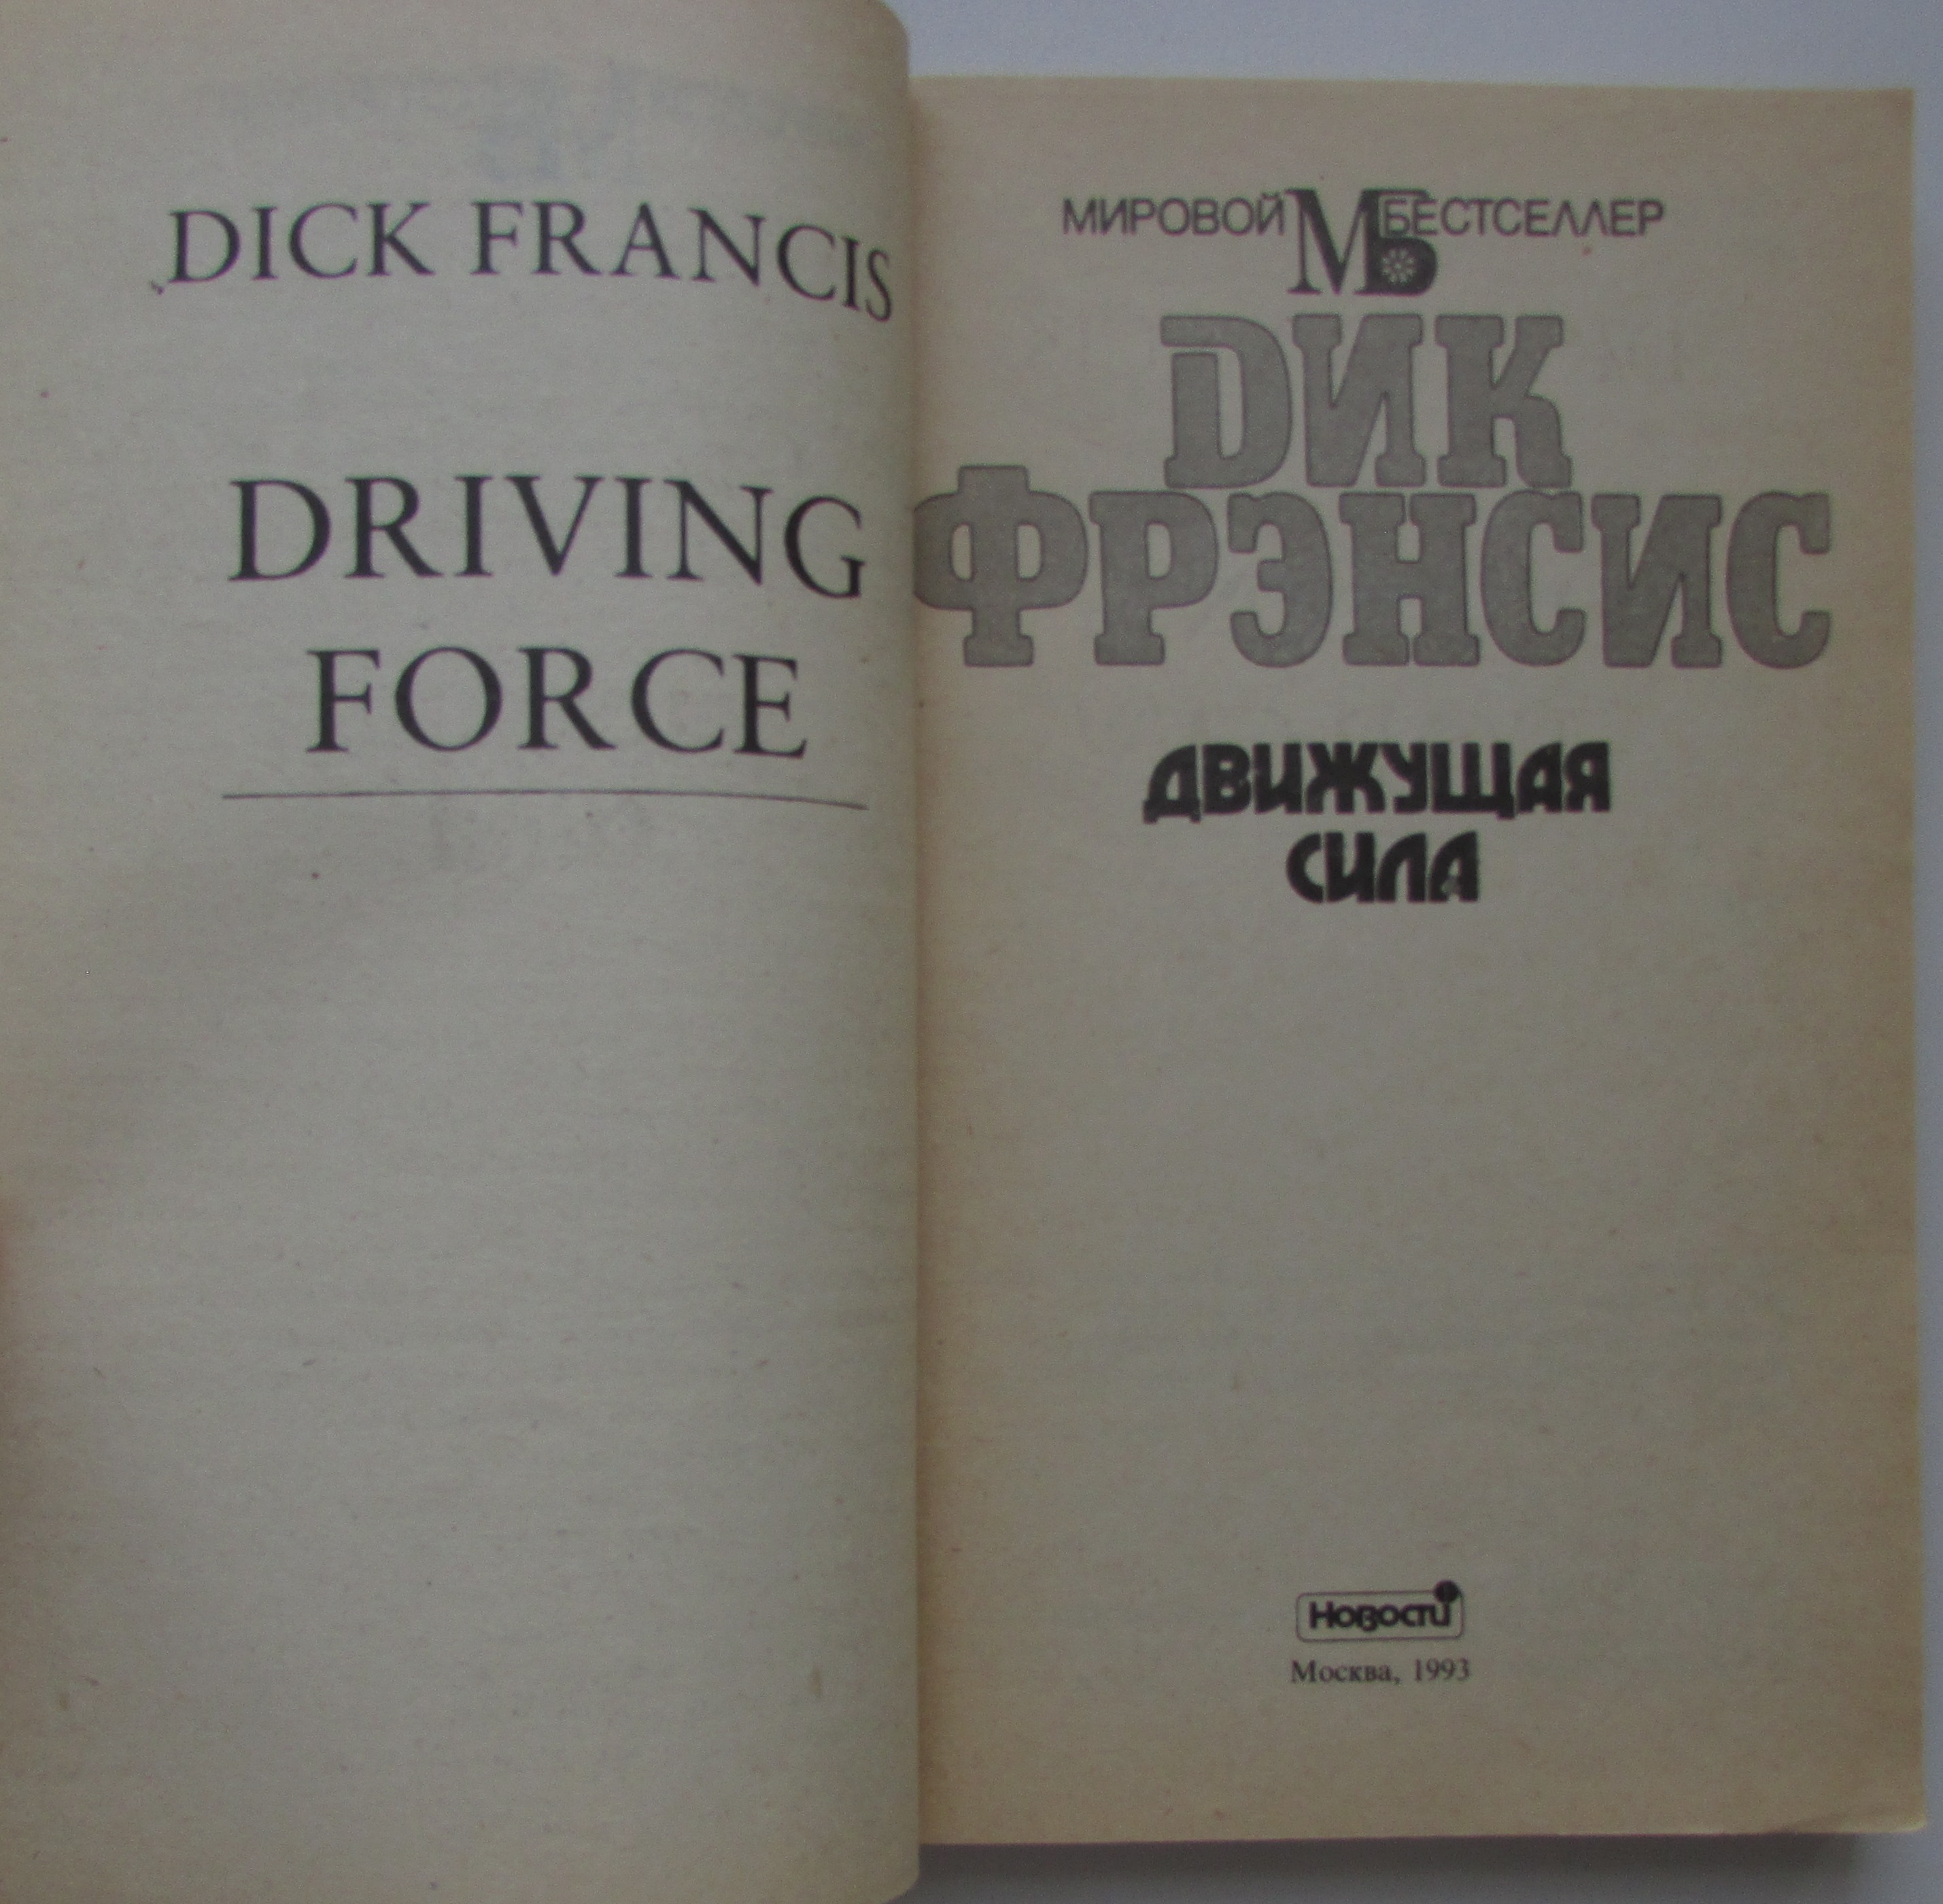 DICK FRANCIS
DRIVING
FORCE
МИРОВОЙ МБ БЕСТСЕЛЛЕР
ДИК
ФРЭНСИС
ДВИЖУЩАЯ
СИЛА
Новости
Москва, 1993